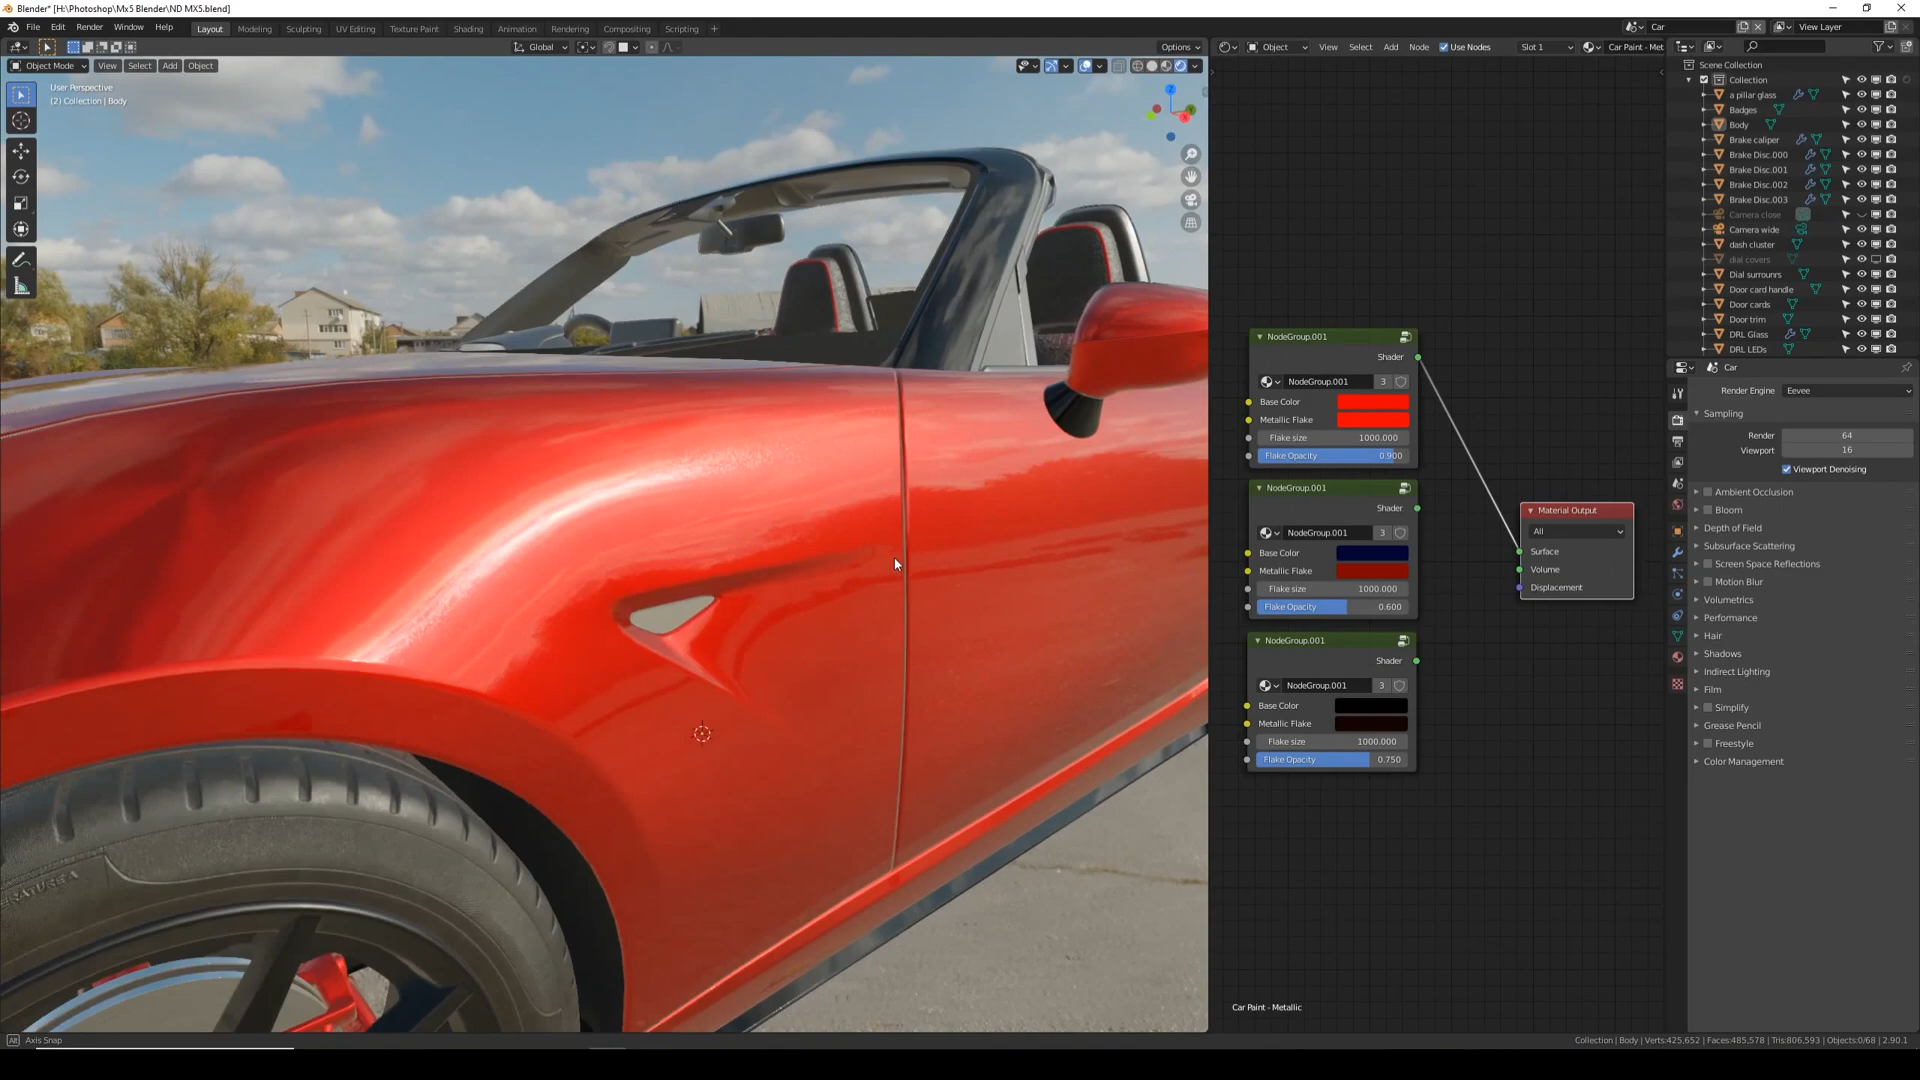 Blender* [H:\Photoshop\Mx5 Blender\ND MX5.blend]
File Edit Render Window Help Layout Modeling Sculpting UV Editing Texture Paint Shading Animation Rendering Compositing Scripting + Car View Layer
Global Options Object View Select Add Node Use Nodes Slot 1 Car Paint - Met
Object Mode View Select Add Object
User Perspective
(2) Collection | Body
Scene Collection
Collection
a pillar glass
Badges
Body
Brake caliper
Brake Disc.000
Brake Disc.001
Brake Disc.002
Brake Disc.003
Camera close
Camera wide
dash cluster
dial covers
Dial surrounrs
Door card handle
Door cards
Door trim
DRL Glass
DRL LEDs
NodeGroup.001
Shader
NodeGroup.001 3
Base Color
Metallic Flake
Flake size 1000.000
Flake Opacity 0.900
NodeGroup.001
Shader
NodeGroup.001 3
Base Color
Metallic Flake
Flake size 1000.000
Flake Opacity 0.600
NodeGroup.001
Shader
NodeGroup.001 3
Base Color
Metallic Flake
Flake size 1000.000
Flake Opacity 0.750
Material Output
All
Surface
Volume
Displacement
Car Paint - Metallic
Car
Render Engine Eevee
Sampling
Render 64
Viewport 16
Viewport Denoising
Ambient Occlusion
Bloom
Depth of Field
Subsurface Scattering
Screen Space Reflections
Motion Blur
Volumetrics
Performance
Hair
Shadows
Indirect Lighting
Film
Simplify
Grease Pencil
Freestyle
Color Management
Alt Axis Snap
Collection | Body | Verts:425,652 | Faces:485,578 | Tris:806,593 | Objects:0/68 | 2.90.1